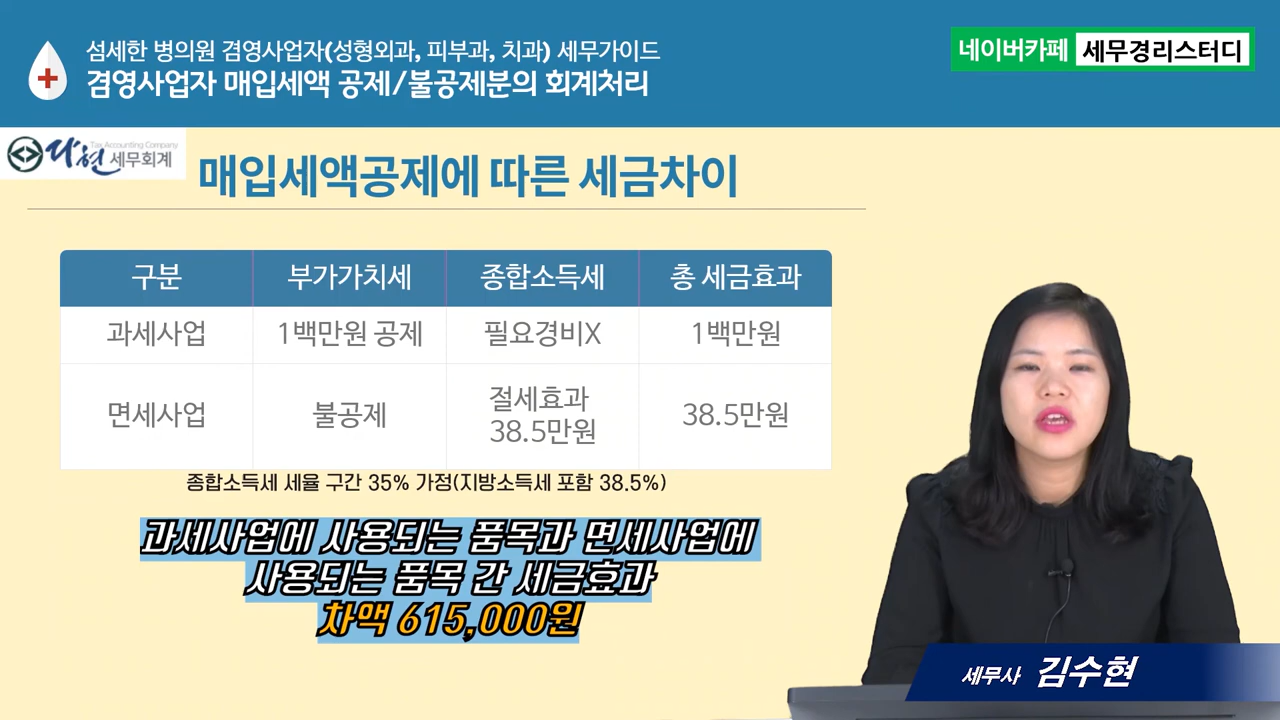 섬세한 병의원 겸영사업자(성형외과, 피부과, 치과) 세무가이드
겸영사업자 매입세액 공제/불공제분의 회계처리
네이버카페 세무경리스터디
Tax Accounting Company
다현 세무회계
매입세액공제에 따른 세금차이
구분 부가가치세 종합소득세 총 세금효과
과세사업 1백만원 공제 필요경비X 1백만원
면세사업 불공제 절세효과 38.5만원 38.5만원
종합소득세 세율 구간 35% 가정(지방소득세 포함 38.5%)
과세사업에 사용되는 품목과 면세사업에
사용되는 품목 간 세금효과
차액 615,000원
세무사 김수현